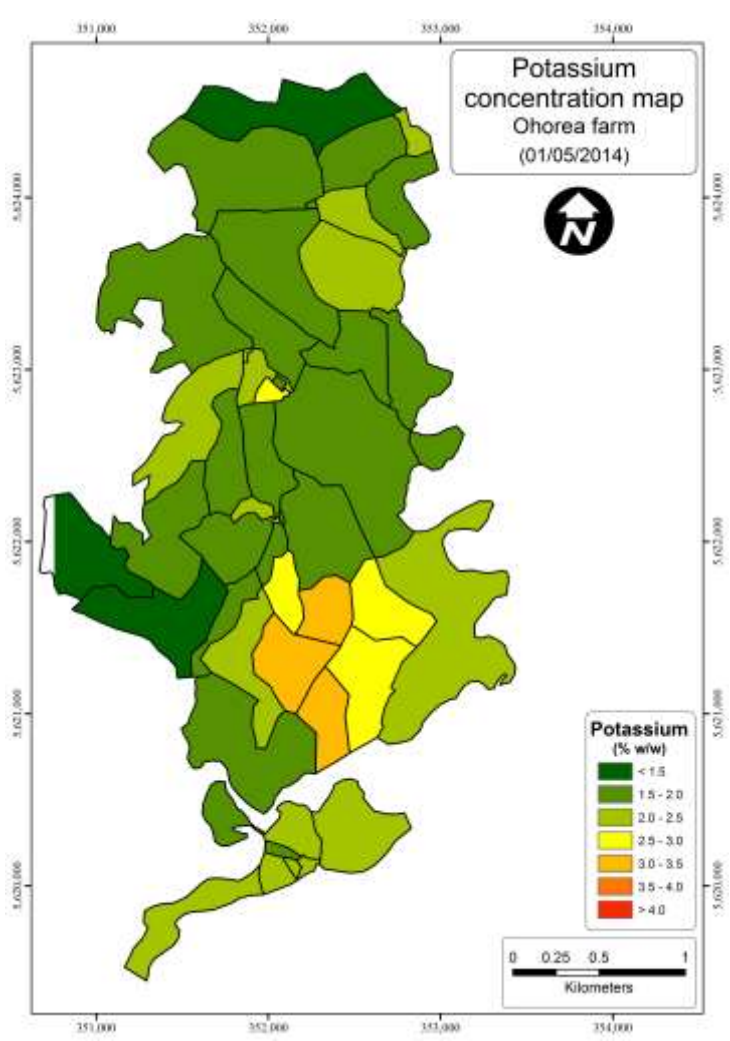 351,000 352,000 353,000 354,000
Potassium
concentration map
Ohorea farm
(01/05/2014)
N
5,624,000 5,624,000
5,623,000 5,623,000
5,622,000 5,622,000
5,621,000 5,621,000
5,620,000 5,620,000
Potassium
(% w/w)
< 1.5
1.5 - 2.0
2.0 - 2.5
2.5 - 3.0
3.0 - 3.5
3.5 - 4.0
> 4.0
0 0.25 0.5 1
Kilometers
351,000 352,000 353,000 354,000